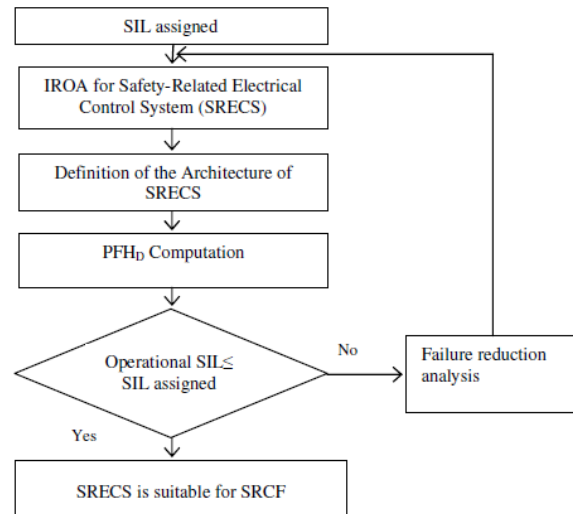 SIL assigned
IROA for Safety-Related Electrical
Control System (SRECS)
Definition of the Architecture of
SRECS
PFHD Computation
Operational SIL≤
SIL assigned
No
Failure reduction
analysis
Yes
SRECS is suitable for SRCF